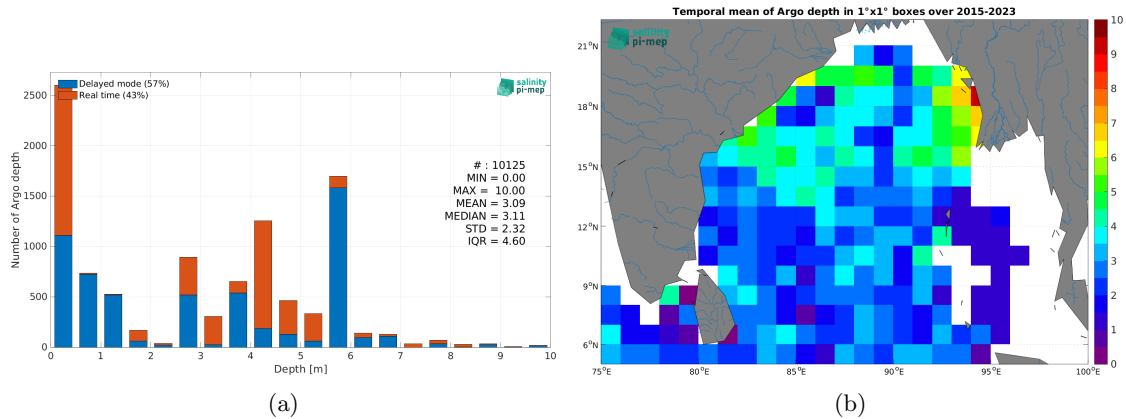 Delayed mode (57%)
Real time (43%)
salinity
pi-mep
# : 10125
MIN = 0.00
MAX = 10.00
MEAN = 3.09
MEDIAN = 3.11
STD = 2.32
IQR = 4.60
Number of Argo depth
2500
2000
1500
1000
500
0
0 1 2 3 4 5 6 7 8 9 10
Depth [m]
(a)
Temporal mean of Argo depth in 1°x1° boxes over 2015-2023
salinity
pi-mep
21°N
18°N
15°N
12°N
9°N
6°N
75°E 80°E 85°E 90°E 95°E 100°E
10
9
8
7
6
5
4
3
2
1
0
(b)